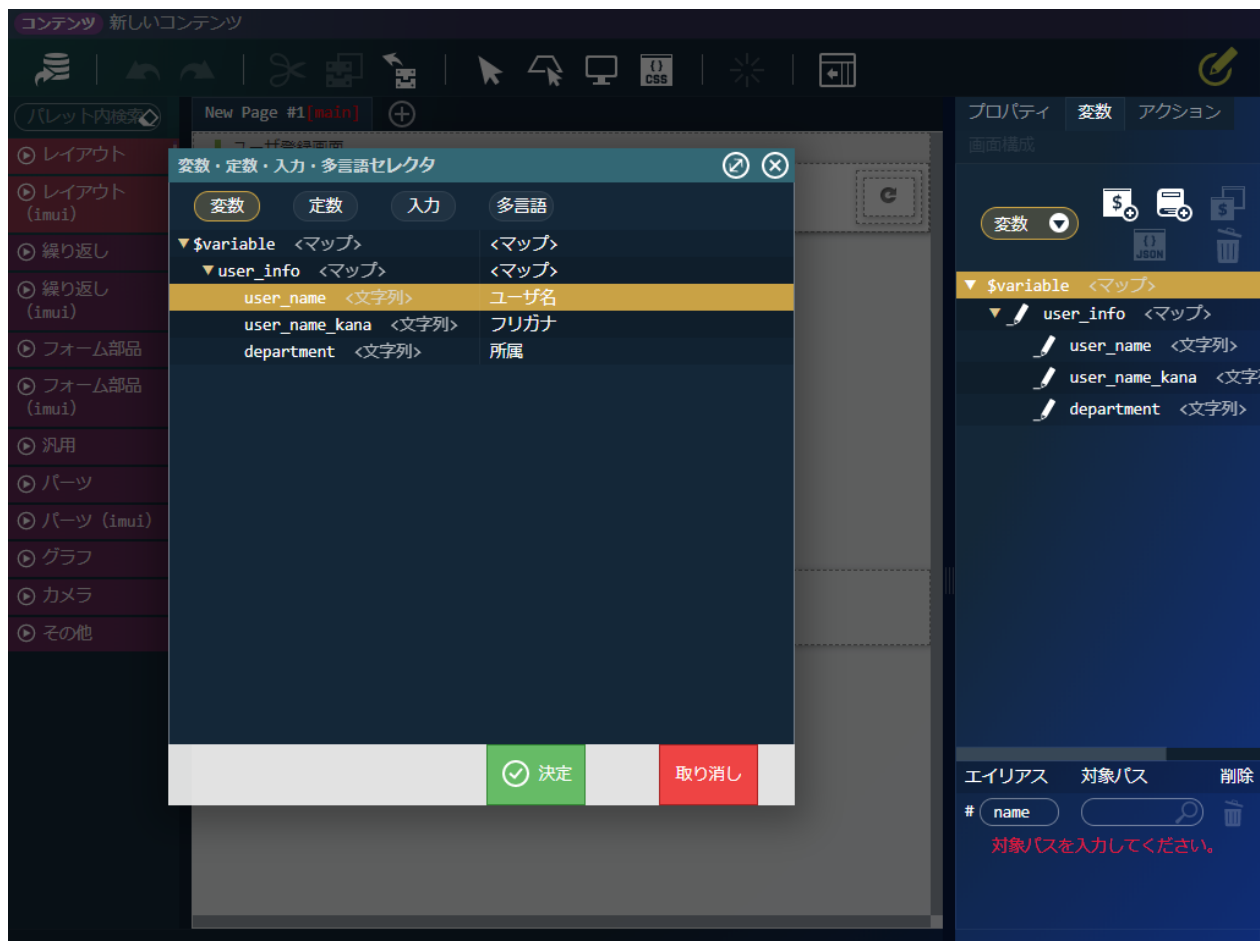 コンテンツ 新しいコンテンツ
{} CSS
パレット内検索
New Page #1[main]
プロパティ 変数 アクション
画面構成
レイアウト
レイアウト
(imui)
繰り返し
繰り返し
(imui)
フォーム部品
フォーム部品
(imui)
汎用
パーツ
パーツ (imui)
グラフ
カメラ
その他
ユーザ登録画面
変数・定数・入力・多言語セレクタ
変数 定数 入力 多言語
$variable <マップ> <マップ>
user_info <マップ> <マップ>
user_name <文字列> ユーザ名
user_name_kana <文字列> フリガナ
department <文字列> 所属
決定 取り消し
変数 $ $
{} JSON
$variable <マップ>
user_info <マップ>
user_name <文字列>
user_name_kana <文字
department <文字列>
エイリアス 対象パス 削除
# name
対象パスを入力してください。